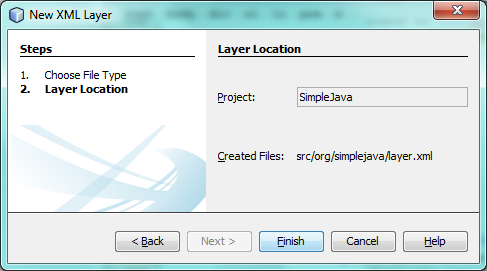 New XML Layer
Steps
1. Choose File Type
2. Layer Location
Layer Location
Project: SimpleJava
Created Files: src/org/simplejava/layer.xml
< Back Next > Finish Cancel Help